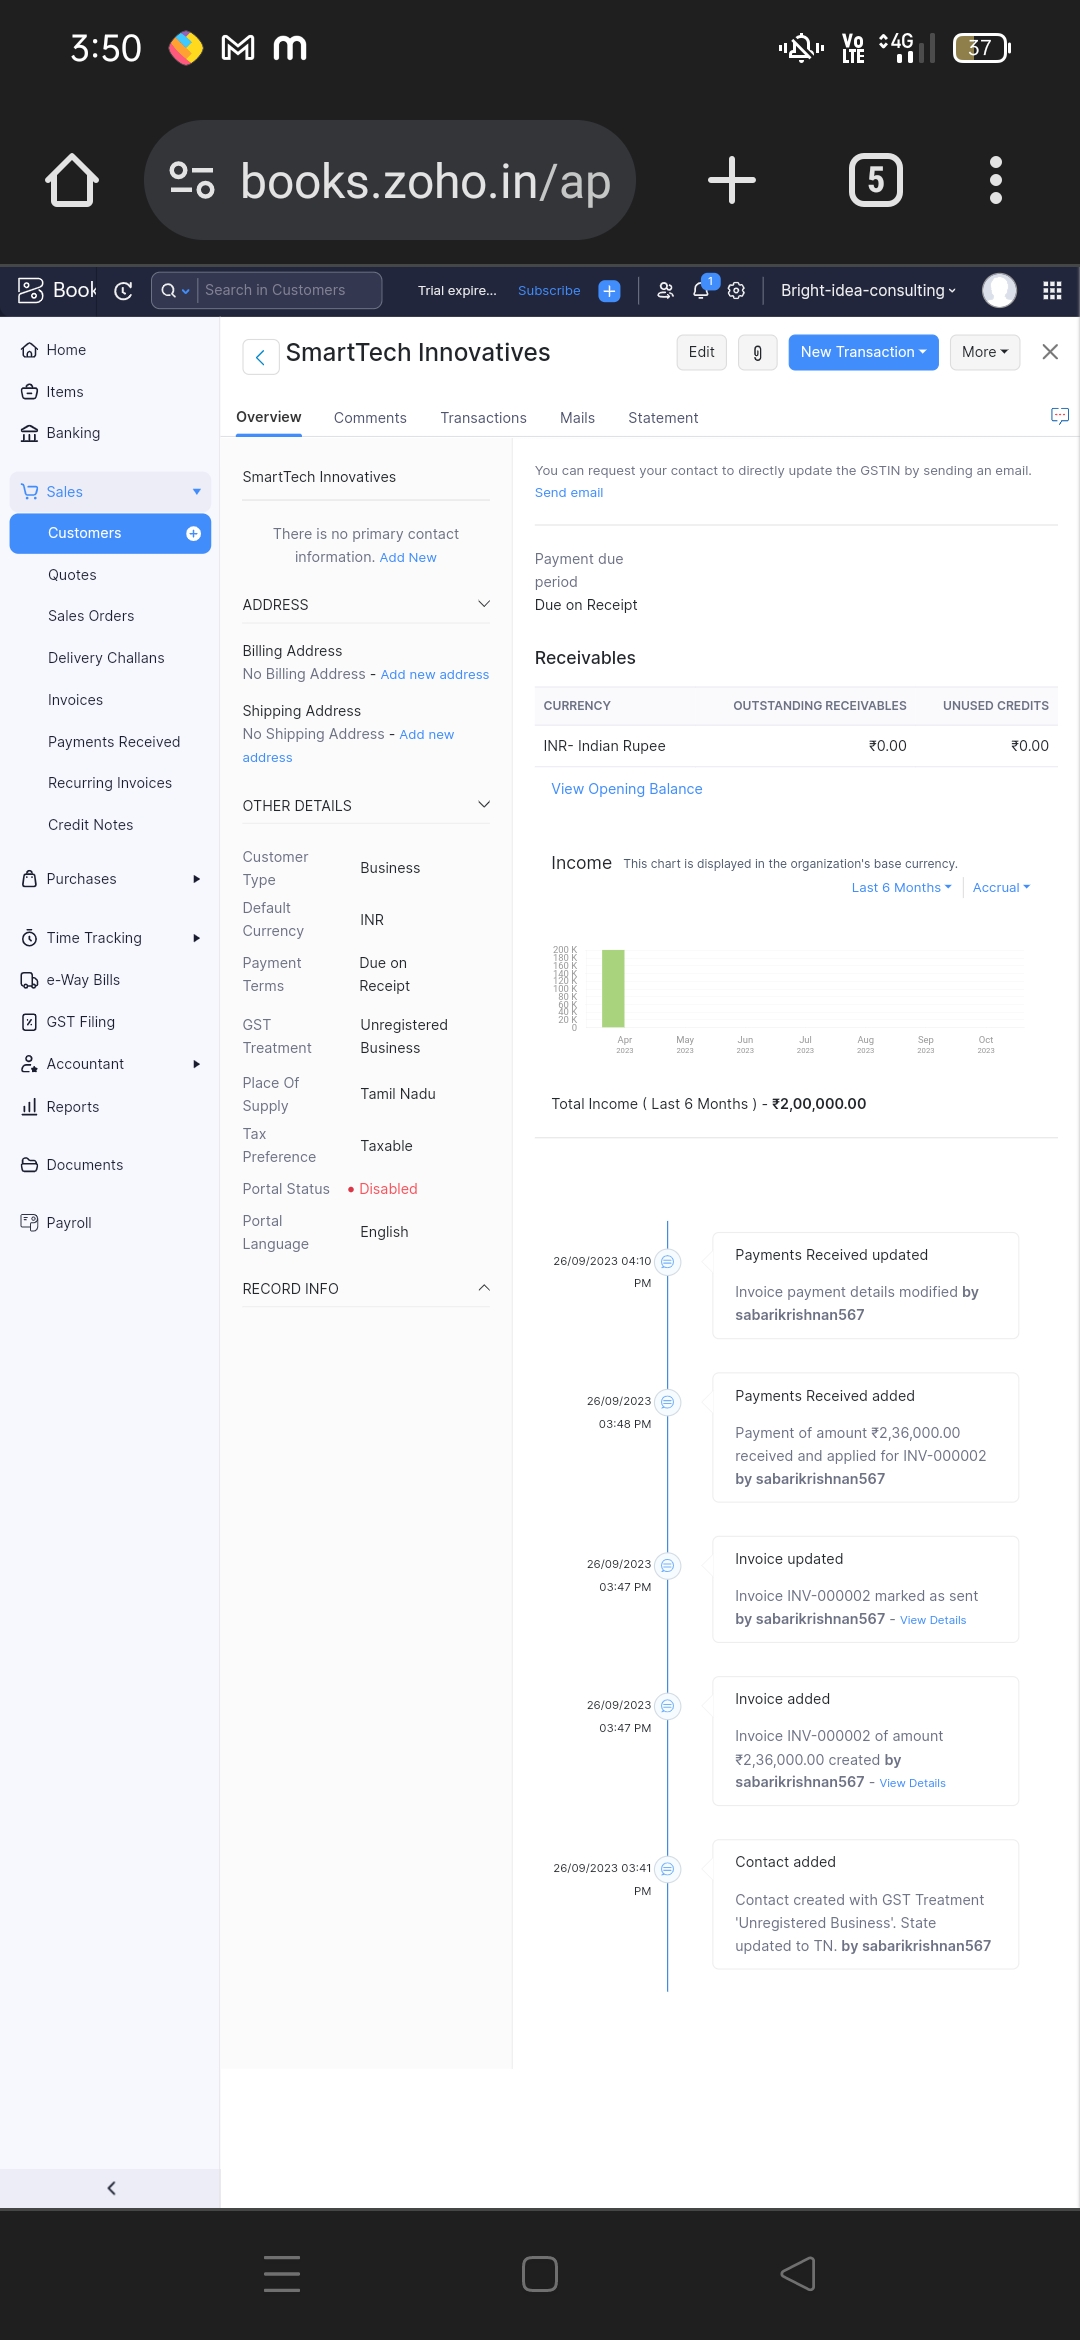 3:50
Vo LTE 4G 37
books.zoho.in/ap
5
Book
Search in Customers
Trial expire...
Subscribe
1
Bright-idea-consulting
Home
Items
Banking
Sales
Customers
Quotes
Sales Orders
Delivery Challans
Invoices
Payments Received
Recurring Invoices
Credit Notes
Purchases
Time Tracking
e-Way Bills
GST Filing
Accountant
Reports
Documents
Payroll
SmartTech Innovatives
Edit
New Transaction
More
Overview
Comments
Transactions
Mails
Statement
SmartTech Innovatives
There is no primary contact
information. Add New
ADDRESS
Billing Address
No Billing Address - Add new address
Shipping Address
No Shipping Address - Add new
address
OTHER DETAILS
Customer
Type
Business
Default
Currency
INR
Payment
Terms
Due on
Receipt
GST
Treatment
Unregistered
Business
Place Of
Supply
Tamil Nadu
Tax
Preference
Taxable
Portal Status
Disabled
Portal
Language
English
RECORD INFO
You can request your contact to directly update the GSTIN by sending an email.
Send email
Payment due
period
Due on Receipt
Receivables
CURRENCY OUTSTANDING RECEIVABLES UNUSED CREDITS
INR- Indian Rupee ₹0.00 ₹0.00
View Opening Balance
Income This chart is displayed in the organization's base currency.
Last 6 Months Accrual
200 K
180 K
160 K
140 K
120 K
100 K
80 K
60 K
40 K
20 K
0
Apr May Jun Jul Aug Sep Oct
2023 2023 2023 2023 2023 2023 2023
Total Income ( Last 6 Months ) - ₹2,00,000.00
26/09/2023 04:10
PM
Payments Received updated
Invoice payment details modified by
sabarikrishnan567
26/09/2023
03:48 PM
Payments Received added
Payment of amount ₹2,36,000.00
received and applied for INV-000002
by sabarikrishnan567
26/09/2023
03:47 PM
Invoice updated
Invoice INV-000002 marked as sent
by sabarikrishnan567 - View Details
26/09/2023
03:47 PM
Invoice added
Invoice INV-000002 of amount
₹2,36,000.00 created by
sabarikrishnan567 - View Details
26/09/2023 03:41
PM
Contact added
Contact created with GST Treatment
'Unregistered Business'. State
updated to TN. by sabarikrishnan567